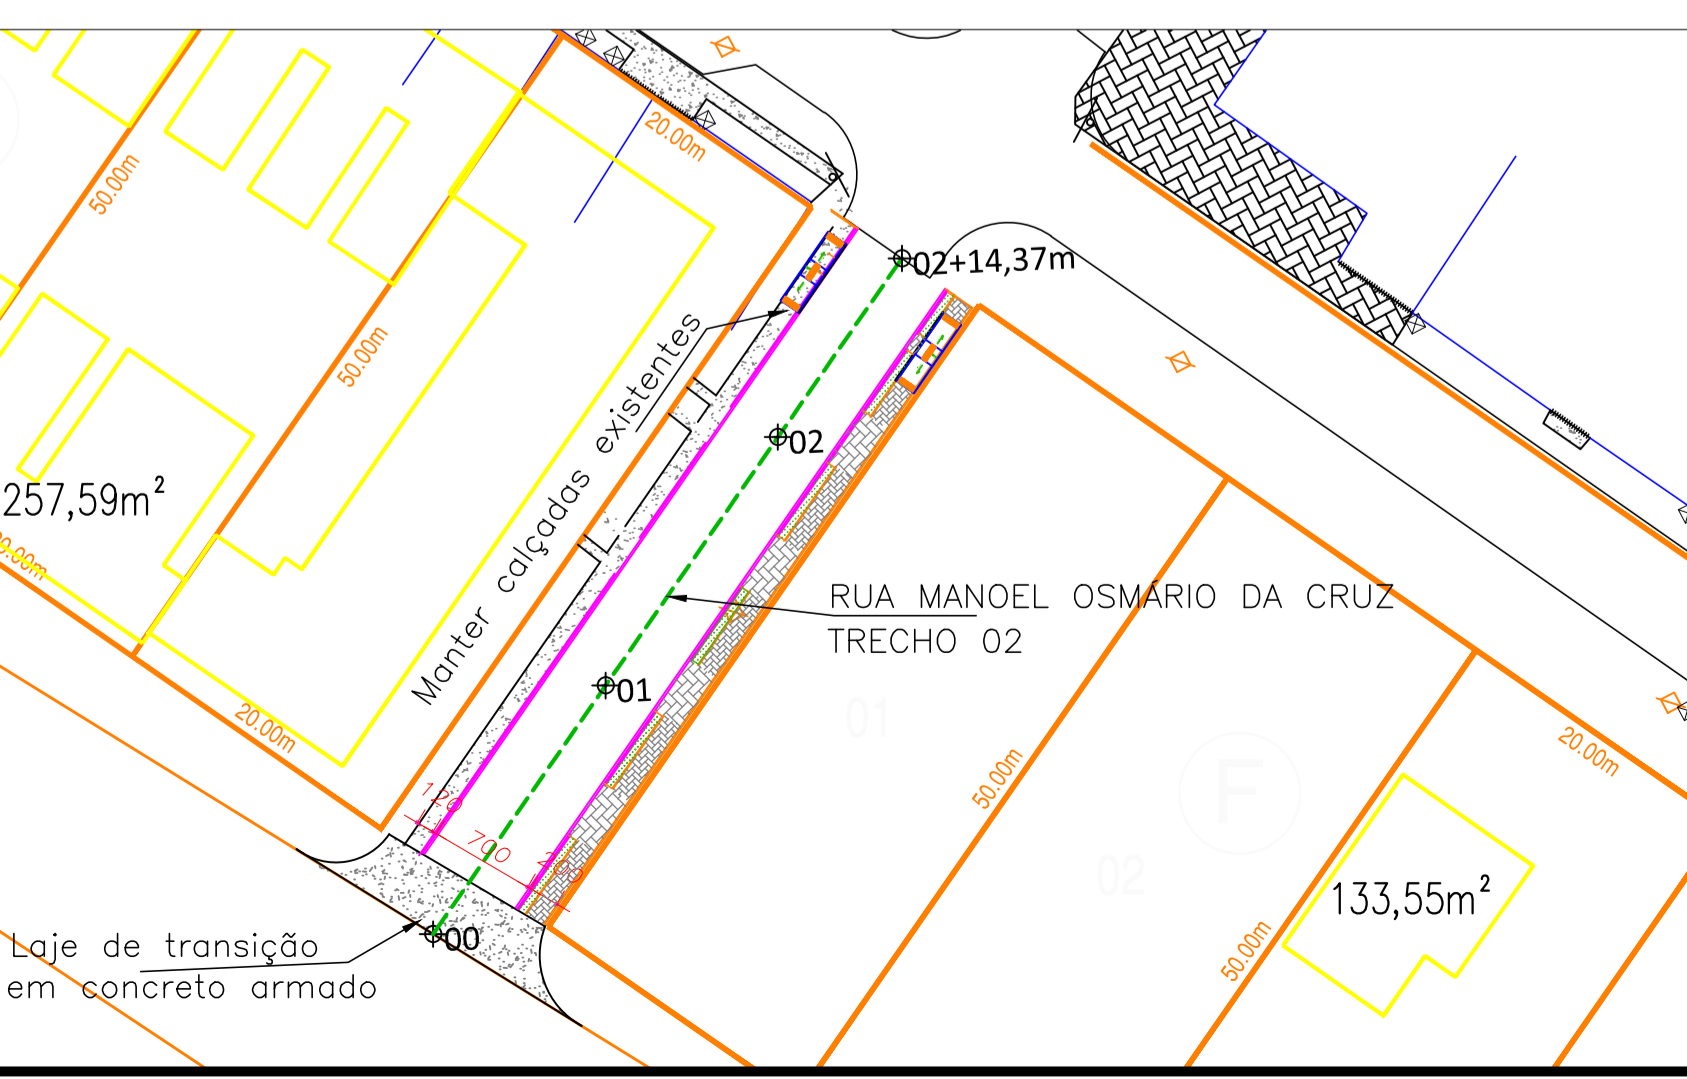 20.00m
50.00m
02+14,37m
50.00m
Manter calçadas existentes
02
257,59m²
RUA MANOEL OSMÁRIO DA CRUZ
TRECHO 02
01
01
20.00m
20.00m
50.00m
F
120
700
02
133,55m²
00
Laje de transição
em concreto armado
50.00m